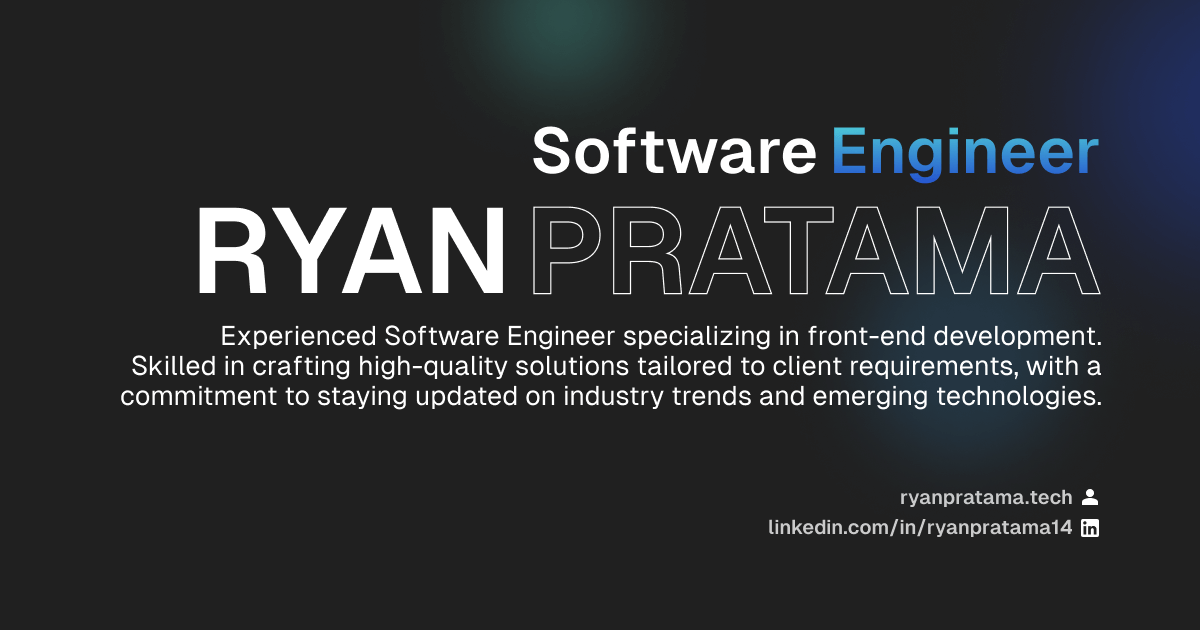 Software Engineer
RYAN PRATAMA
Experienced Software Engineer specializing in front-end development.
Skilled in crafting high-quality solutions tailored to client requirements, with a
commitment to staying updated on industry trends and emerging technologies.
ryanpratama.tech
linkedin.com/in/ryanpratama14